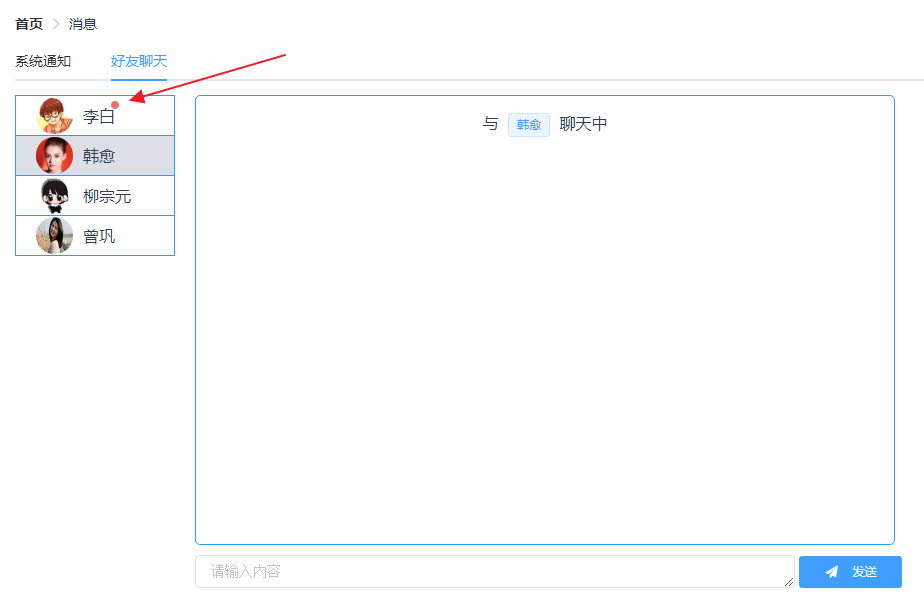 首页 消息
系统通知 好友聊天
李白
韩愈
柳宗元
曾巩
与 韩愈 聊天中
请输入内容
发送